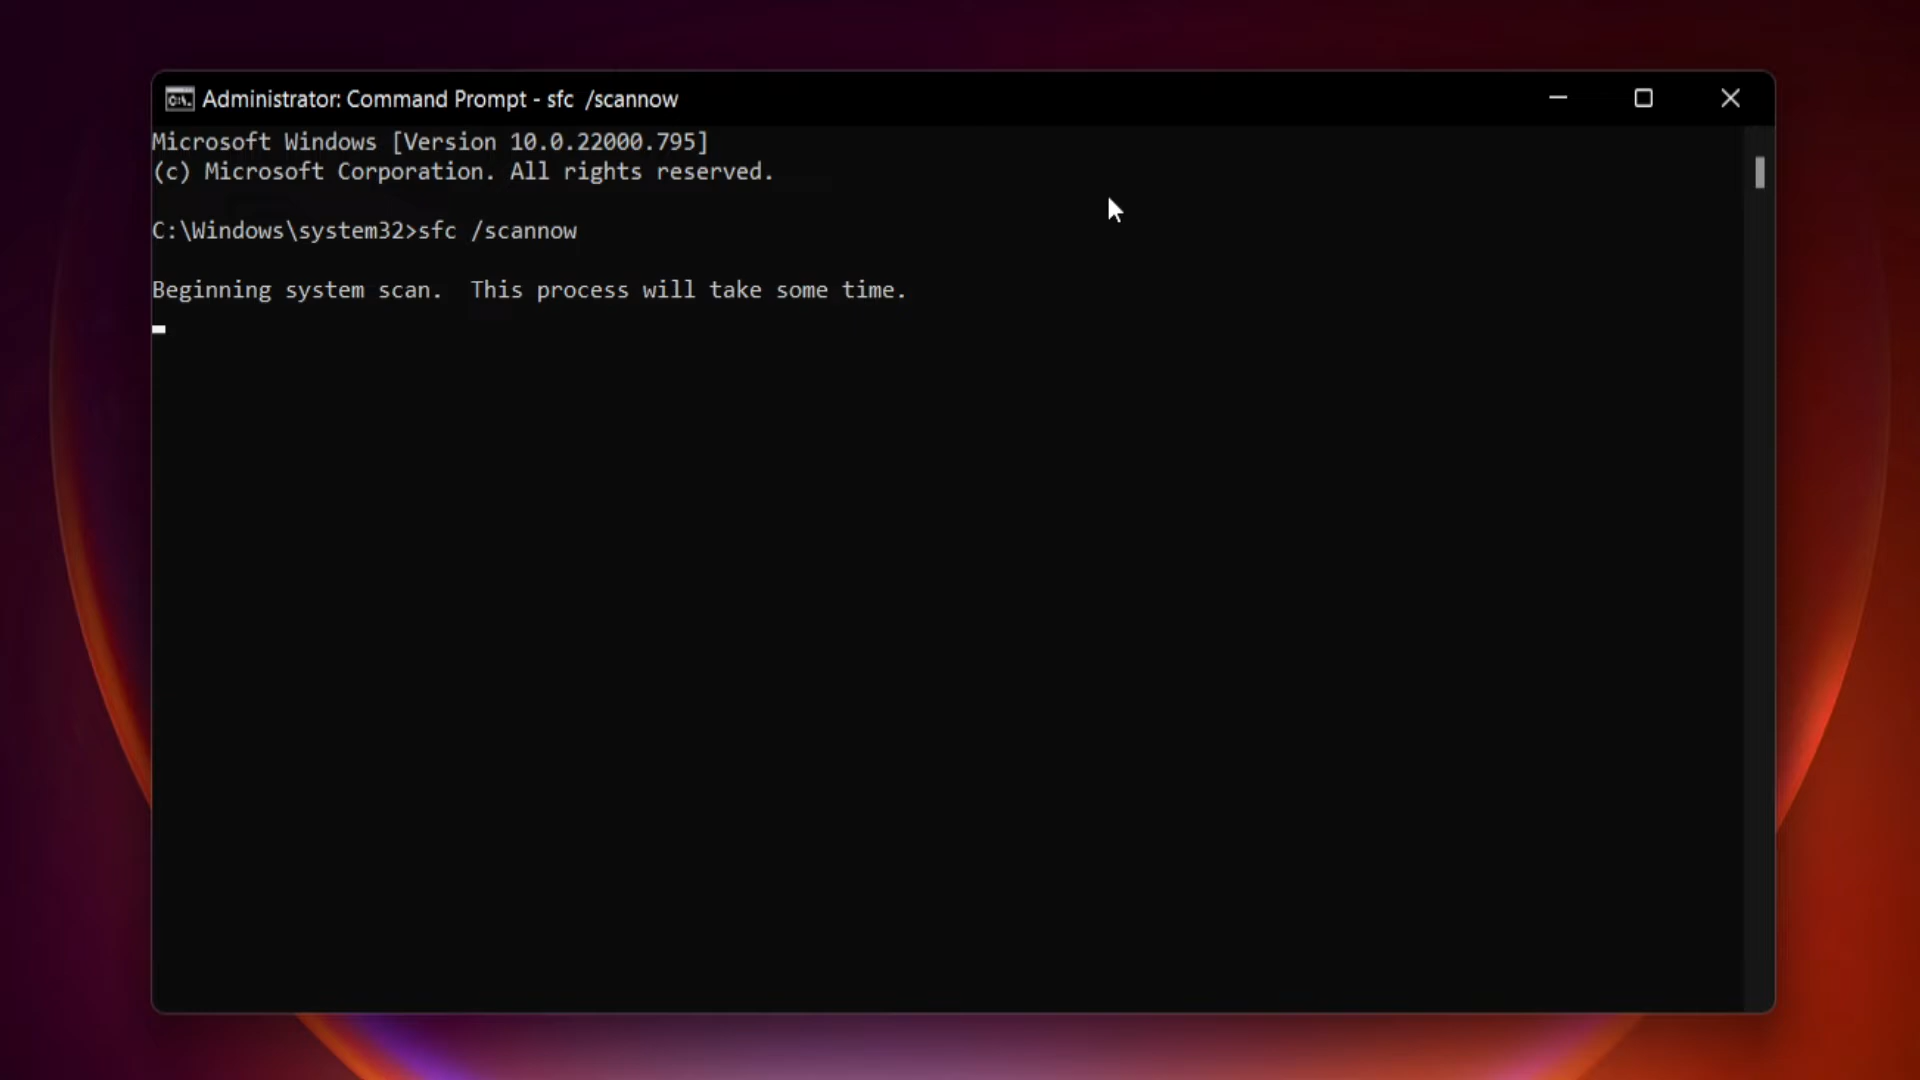 Administrator: Command Prompt - sfc  /scannow
Microsoft Windows [Version 10.0.22000.795]
(c) Microsoft Corporation. All rights reserved.
C:\Windows\system32>sfc /scannow
Beginning system scan.  This process will take some time.